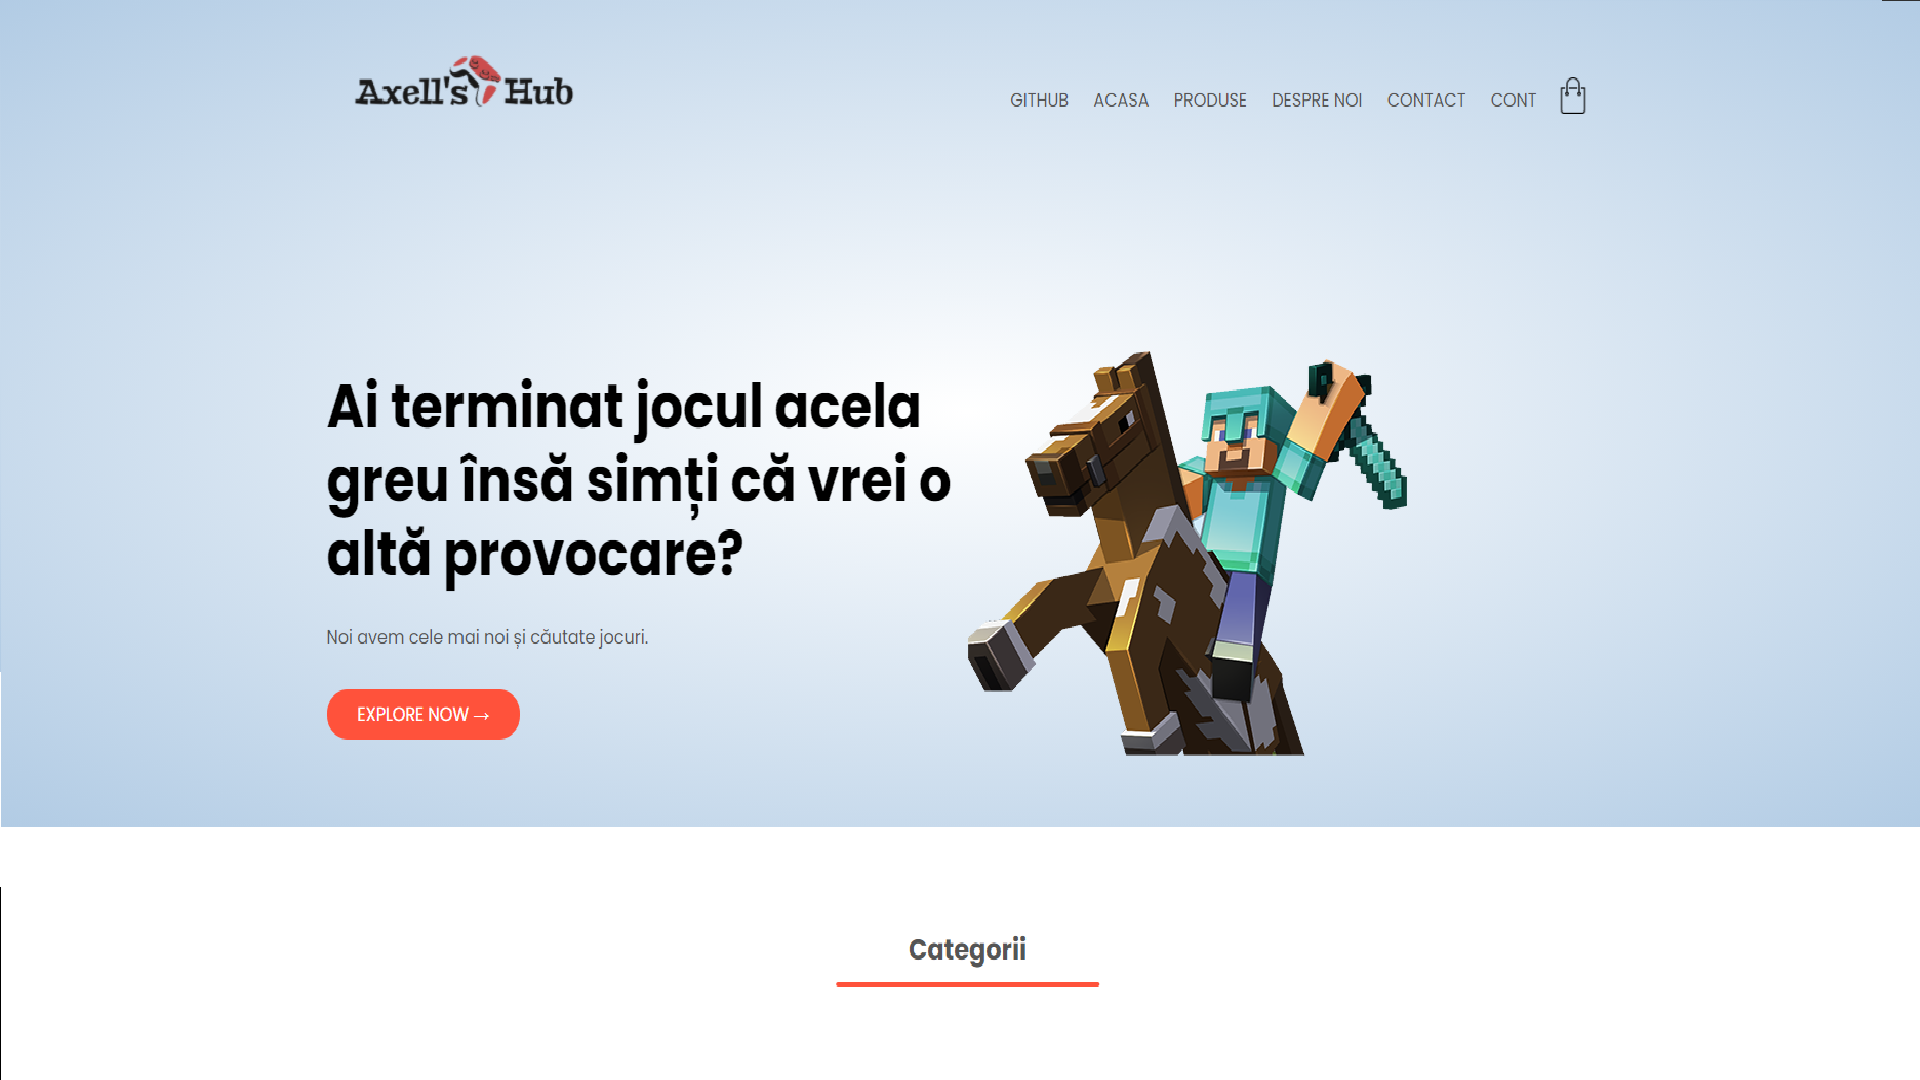 Axell's Hub
GITHUB ACASA PRODUSE DESPRE NOI CONTACT CONT
Ai terminat jocul acela
greu însă simți că vrei o
altă provocare?
Noi avem cele mai noi și căutate jocuri.
EXPLORE NOW →
Categorii